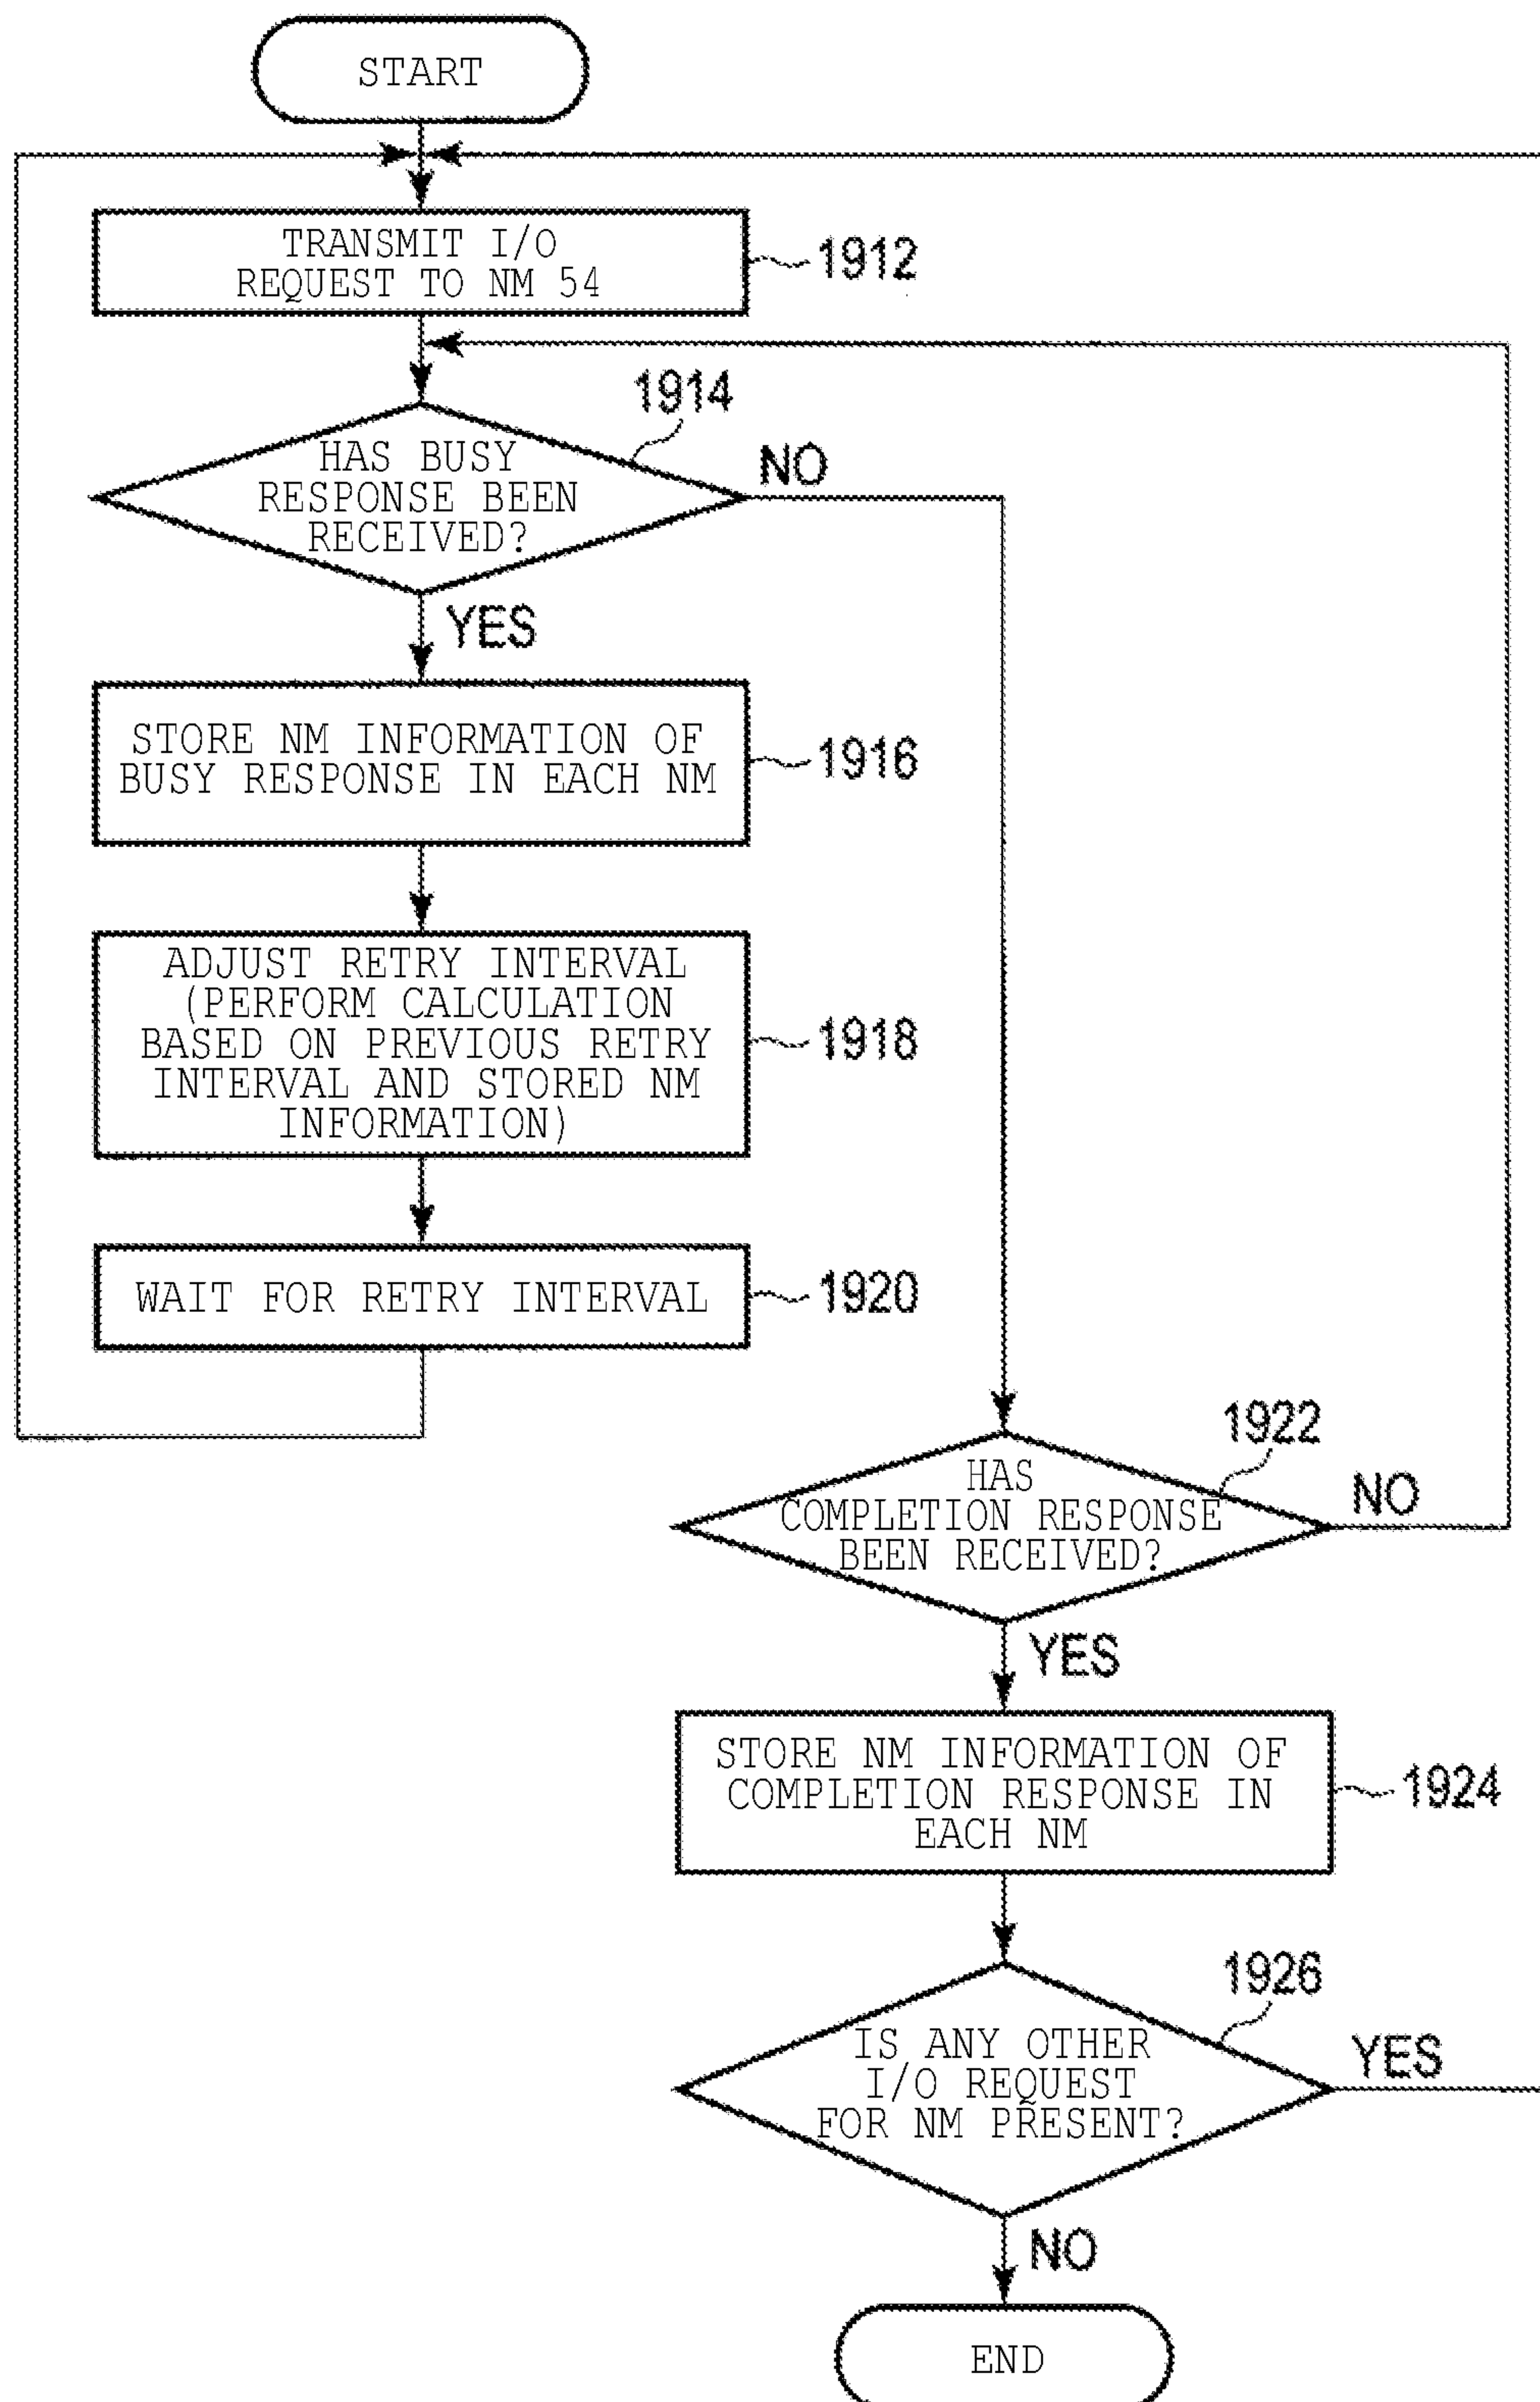 START
TRANSMIT I/O
REQUEST TO NM 54
1912
1914
HAS BUSY
RESPONSE BEEN
RECEIVED?
NO
YES
STORE NM INFORMATION OF
BUSY RESPONSE IN EACH NM
1916
ADJUST RETRY INTERVAL
(PERFORM CALCULATION
BASED ON PREVIOUS RETRY
INTERVAL AND STORED NM
INFORMATION)
1918
WAIT FOR RETRY INTERVAL
1920
1922
HAS
COMPLETION RESPONSE
BEEN RECEIVED?
NO
YES
STORE NM INFORMATION OF
COMPLETION RESPONSE IN
EACH NM
1924
1926
IS ANY OTHER
I/O REQUEST
FOR NM PRESENT?
YES
NO
END